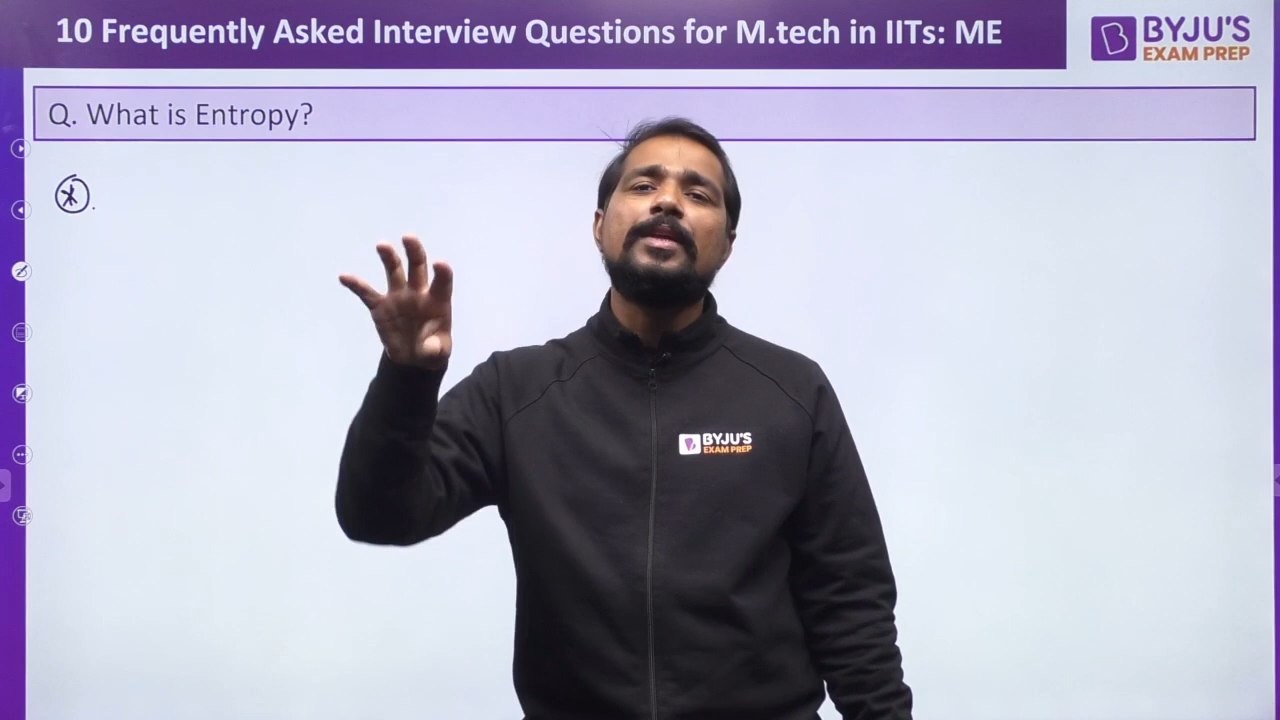 10 Frequently Asked Interview Questions for M.tech in IITs: ME
BYJU'S
EXAM PREP
Q. What is Entropy?
BYJU'S
EXAM PREP